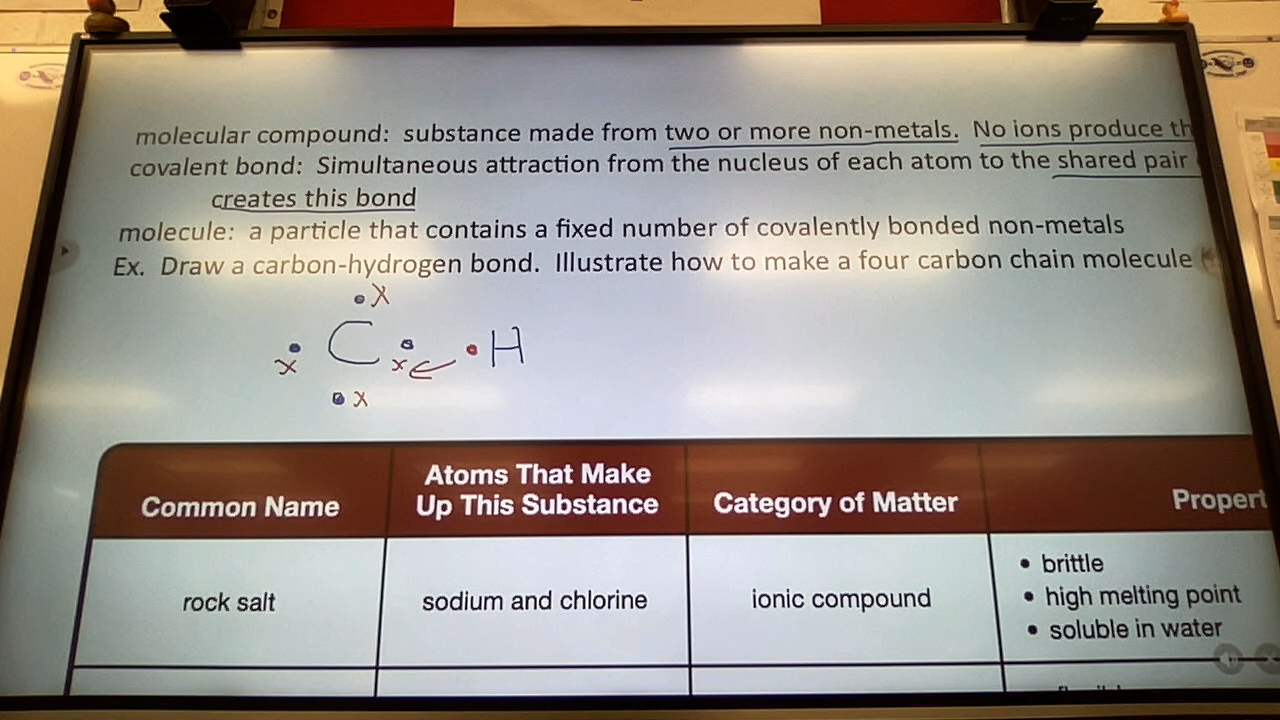 molecular compound: substance made from two or more non-metals. No ions produce th
covalent bond: Simultaneous attraction from the nucleus of each atom to the shared pair
creates this bond
molecule: a particle that contains a fixed number of covalently bonded non-metals
Ex. Draw a carbon-hydrogen bond. Illustrate how to make a four carbon chain molecule
X
x C x H
x
Common Name
Atoms That Make
Up This Substance
Category of Matter
Propert
rock salt
sodium and chlorine
ionic compound
• brittle
• high melting point
• soluble in water